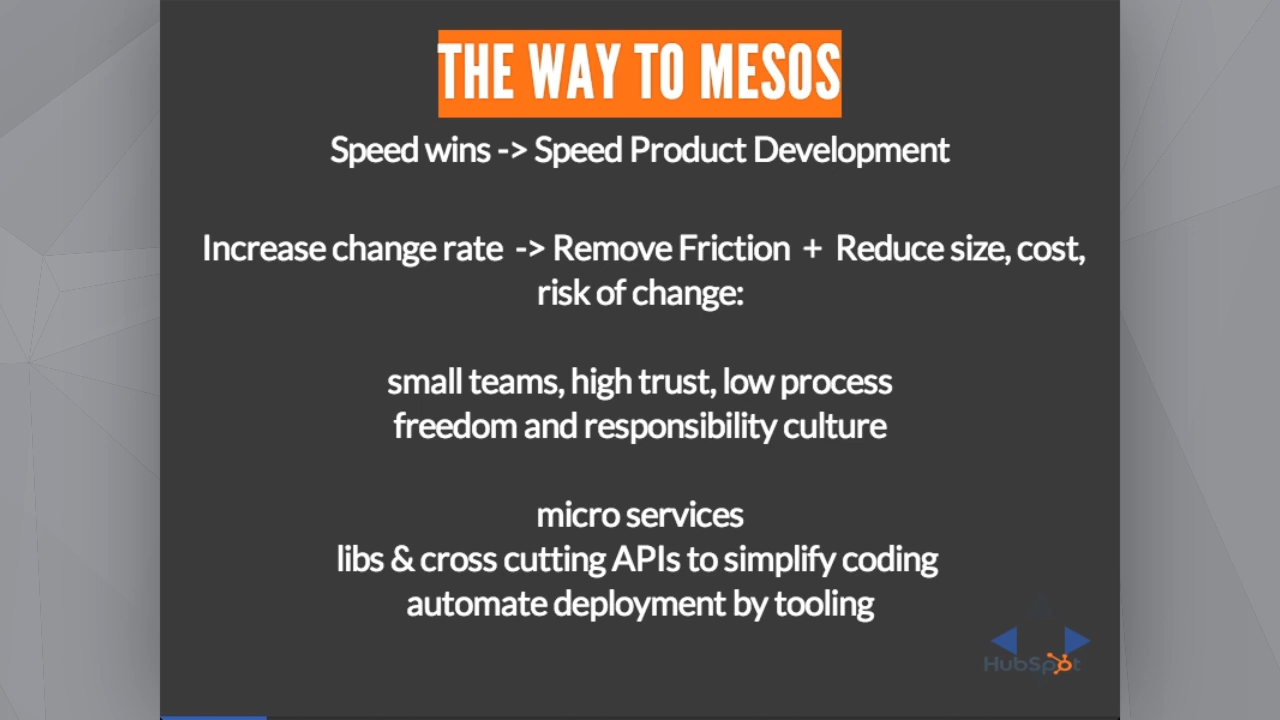 THE WAY TO MESOS
Speed wins -> Speed Product Development
Increase change rate -> Remove Friction + Reduce size, cost,
risk of change:
small teams, high trust, low process
freedom and responsibility culture
micro services
libs & cross cutting APIs to simplify coding
automate deployment by tooling
HubSpot